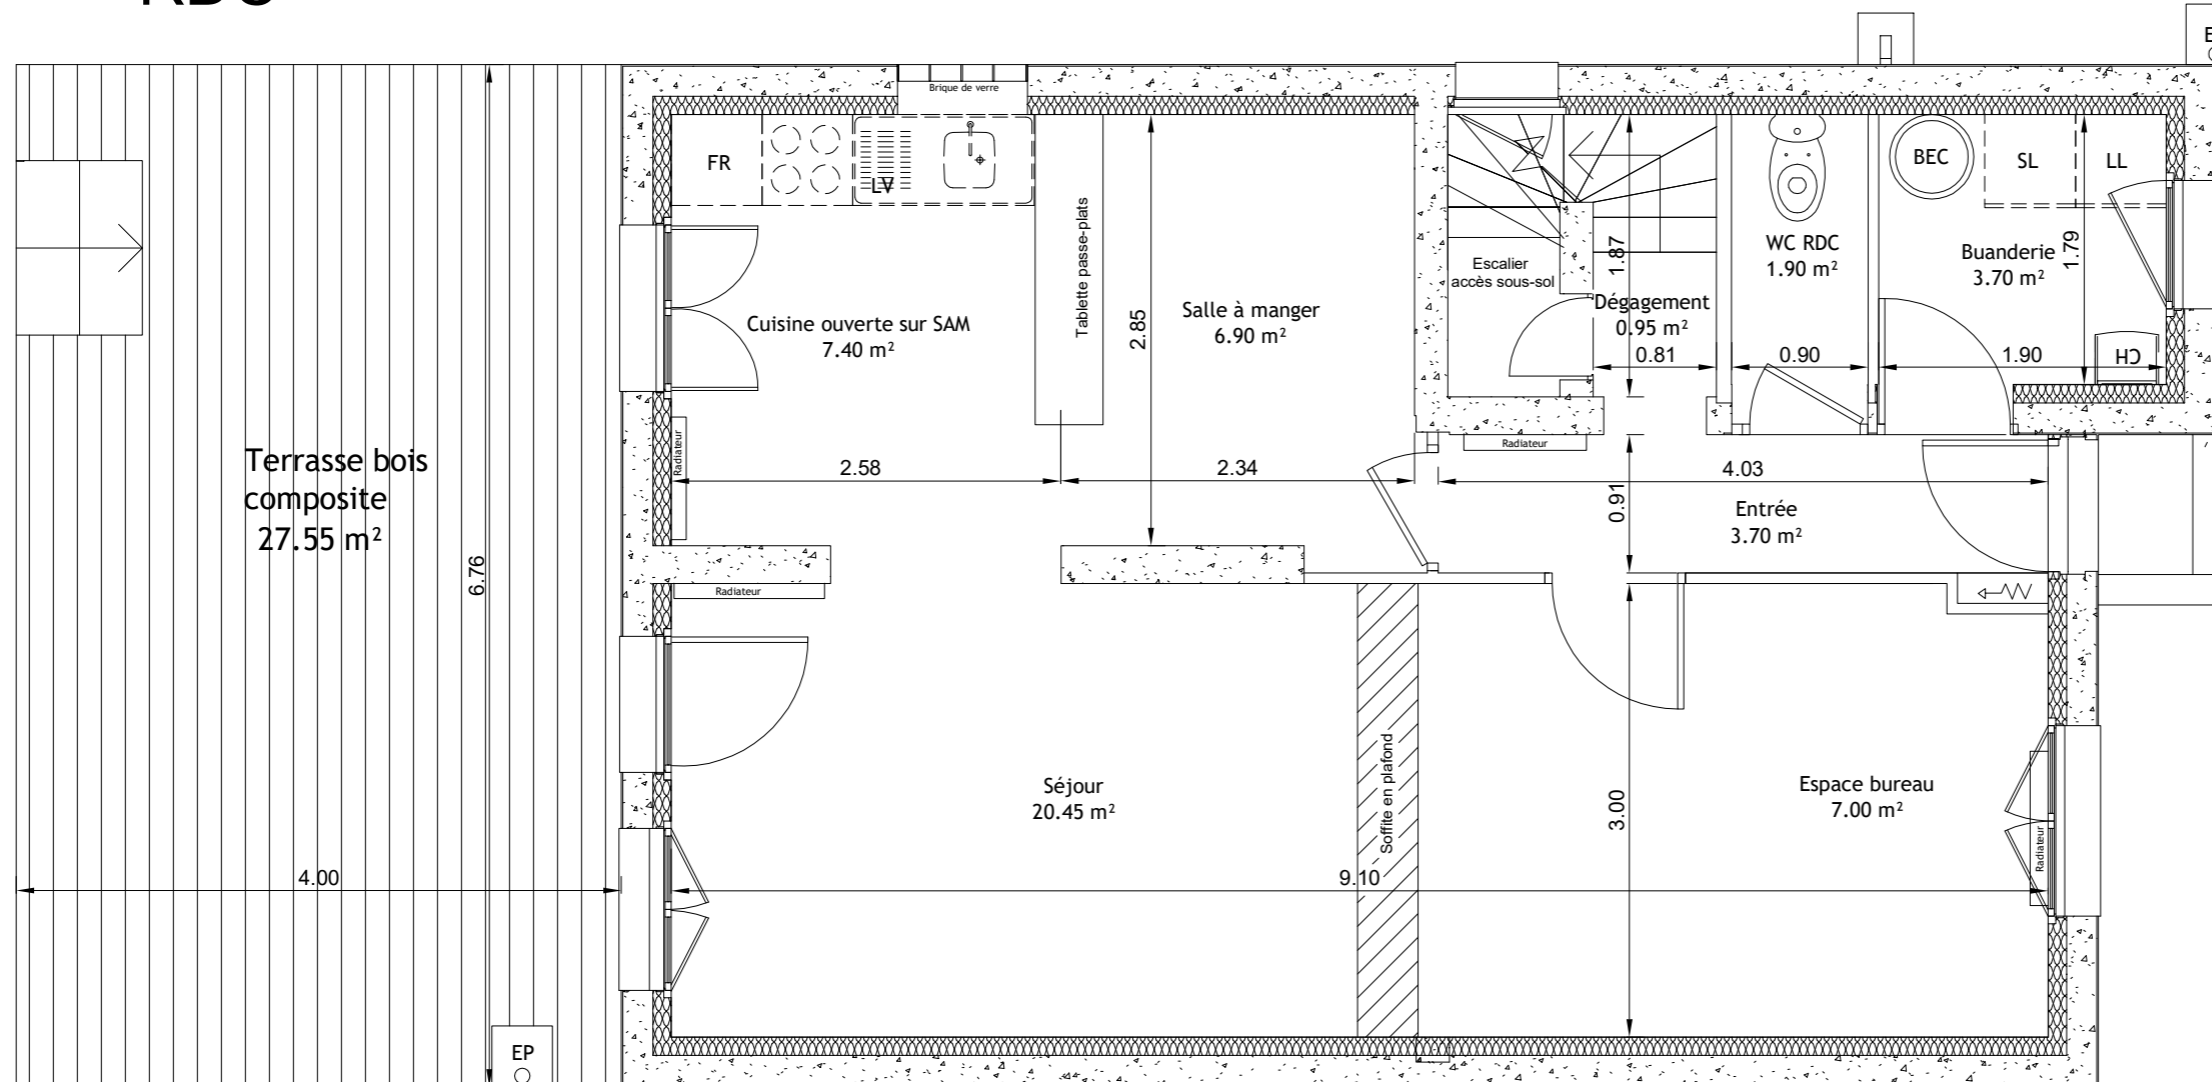 RDC
Brique de verre
FR
LV
BEC
SL
LL
Tablette passe-plats
Escalier
accès sous-sol
1.87
WC RDC
1.90 m²
Buanderie
3.70 m²
1.79
Cuisine ouverte sur SAM
7.40 m²
2.85
Salle à manger
6.90 m²
Dégagement
0.95 m²
0.81
0.90
1.90
CH
Radiateur
Radiateur
2.58
2.34
4.03
0.91
Entrée
3.70 m²
Terrasse bois
composite
27.55 m²
6.76
Radiateur
Séjour
20.45 m²
Soffite en plafond
3.00
Espace bureau
7.00 m²
Radiateur
4.00
9.10
EP